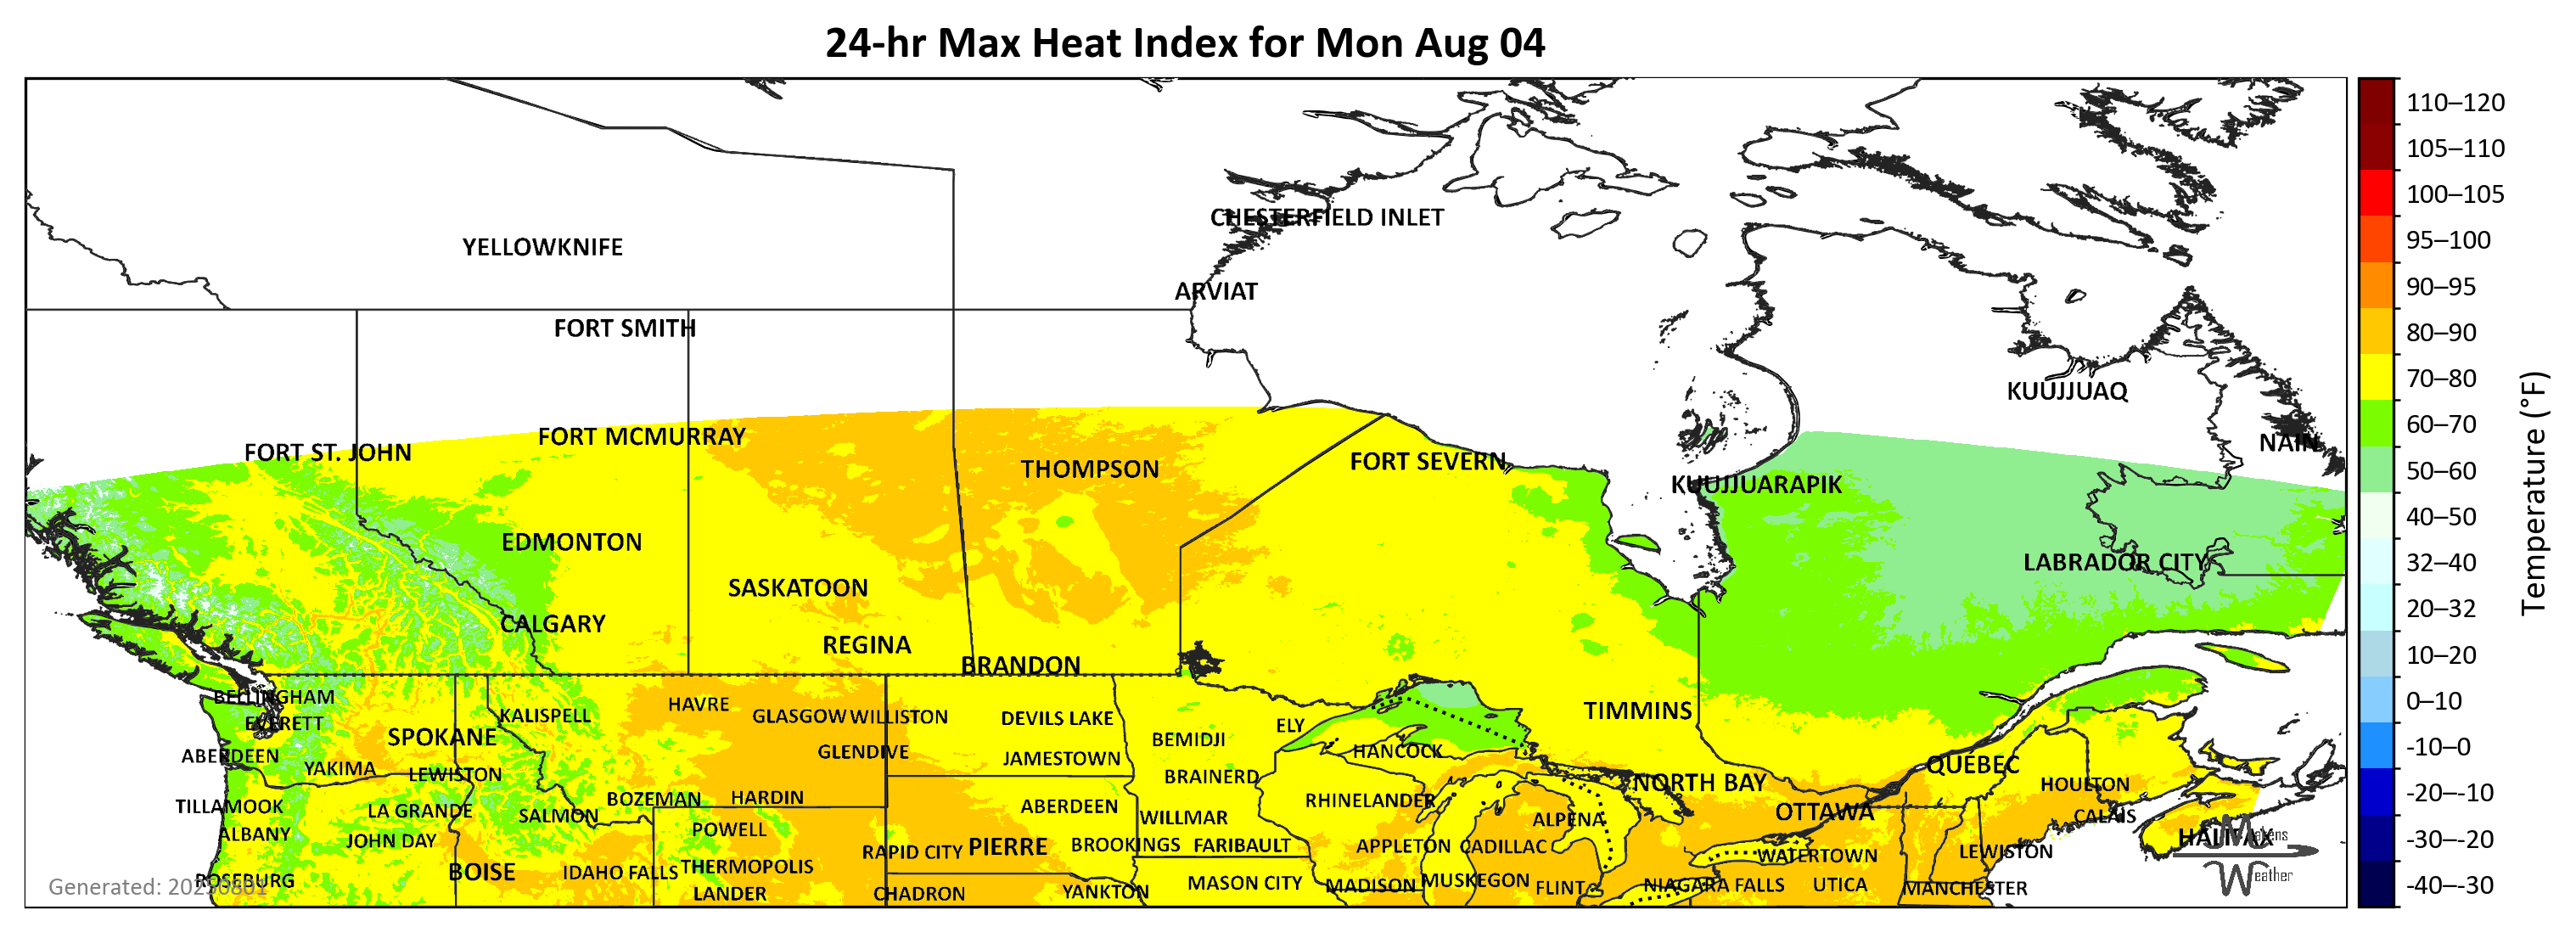 24-hr Max Heat Index for Mon Aug 04
110–120
105–110
CHESTERFIELD INLET
100–105
YELLOWKNIFE
95–100
ARVIAT
90–95
FORT SMITH
80–90
KUUJJUAQ
70–80
FORT ST. JOHN
FORT MCMURRAY
THOMPSON
FORT SEVERN
KUUJJUARAPIK
NAIN
60–70
50–60
EDMONTON
LABRADOR CITY
40–50
32–40
SASKATOON
CALGARY
20–32
REGINA
BRANDON
10–20
Temperature (°F)
BELLINGHAM
EVERETT
KALISPELL
HAVRE
GLASGOW
WILLISTON
DEVILS LAKE
ELY
TIMMINS
0–10
SPOKANE
GLENDIVE
BEMIDJI
HANCOCK
-10–0
ABERDEEN
YAKIMA
LEWISTON
JAMESTOWN
BRAINERD
NORTH BAY
QUÉBEC
HOULTON
TILLAMOOK
LA GRANDE
SALMON
BOZEMAN
HARDIN
ABERDEEN
WILLMAR
RHINELANDER
ALPENA
OTTAWA
CALAIS
-20–-10
ALBANY
JOHN DAY
POWELL
RAPID CITY
PIERRE
BROOKINGS
FARIBAULT
APPLETON
CADILLAC
WATERTOWN
LEWISTON
HALIFAX
-30–-20
ROSEBURG
BOISE
IDAHO FALLS
THERMOPOLIS
LANDER
CHADRON
YANKTON
MASON CITY
MADISON
MUSKEGON
FLINT
NIAGARA FALLS
UTICA
MANCHESTER
-40–-30
Generated: 20250801
Weather